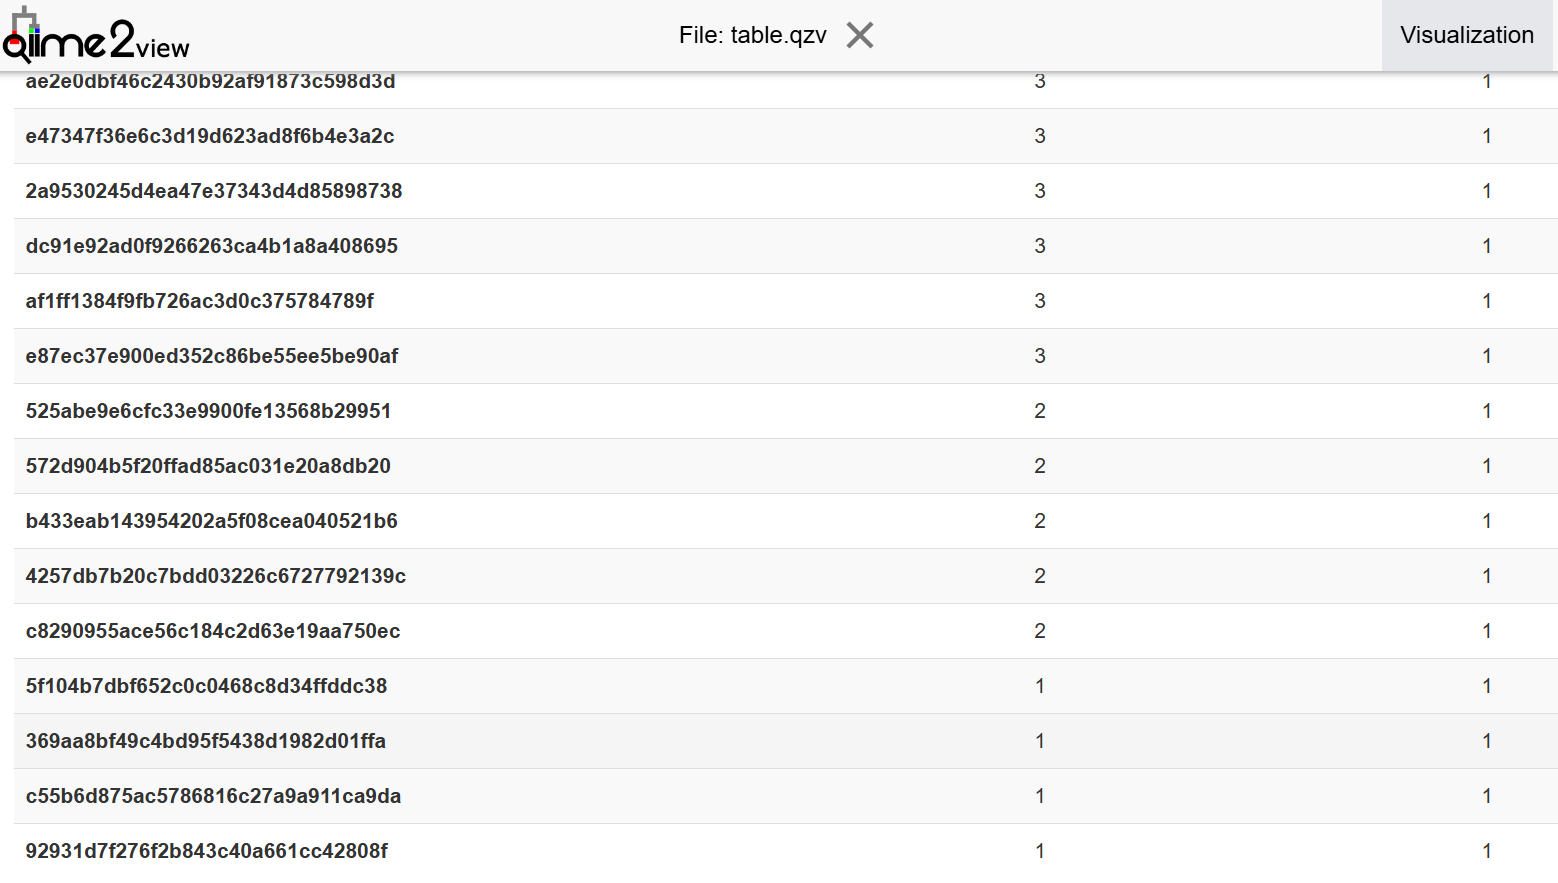 qiime2view File: table.qzv Visualization
ae2e0dbf46c2430b92af91873c598d3d 3 1
e47347f36e6c3d19d623ad8f6b4e3a2c 3 1
2a9530245d4ea47e37343d4d85898738 3 1
dc91e92ad0f9266263ca4b1a8a408695 3 1
af1ff1384f9fb726ac3d0c375784789f 3 1
e87ec37e900ed352c86be55ee5be90af 3 1
525abe9e6cfc33e9900fe13568b29951 2 1
572d904b5f20ffad85ac031e20a8db20 2 1
b433eab143954202a5f08cea040521b6 2 1
4257db7b20c7bdd03226c6727792139c 2 1
c8290955ace56c184c2d63e19aa750ec 2 1
5f104b7dbf652c0c0468c8d34ffddc38 1 1
369aa8bf49c4bd95f5438d1982d01ffa 1 1
c55b6d875ac5786816c27a9a911ca9da 1 1
92931d7f276f2b843c40a661cc42808f 1 1